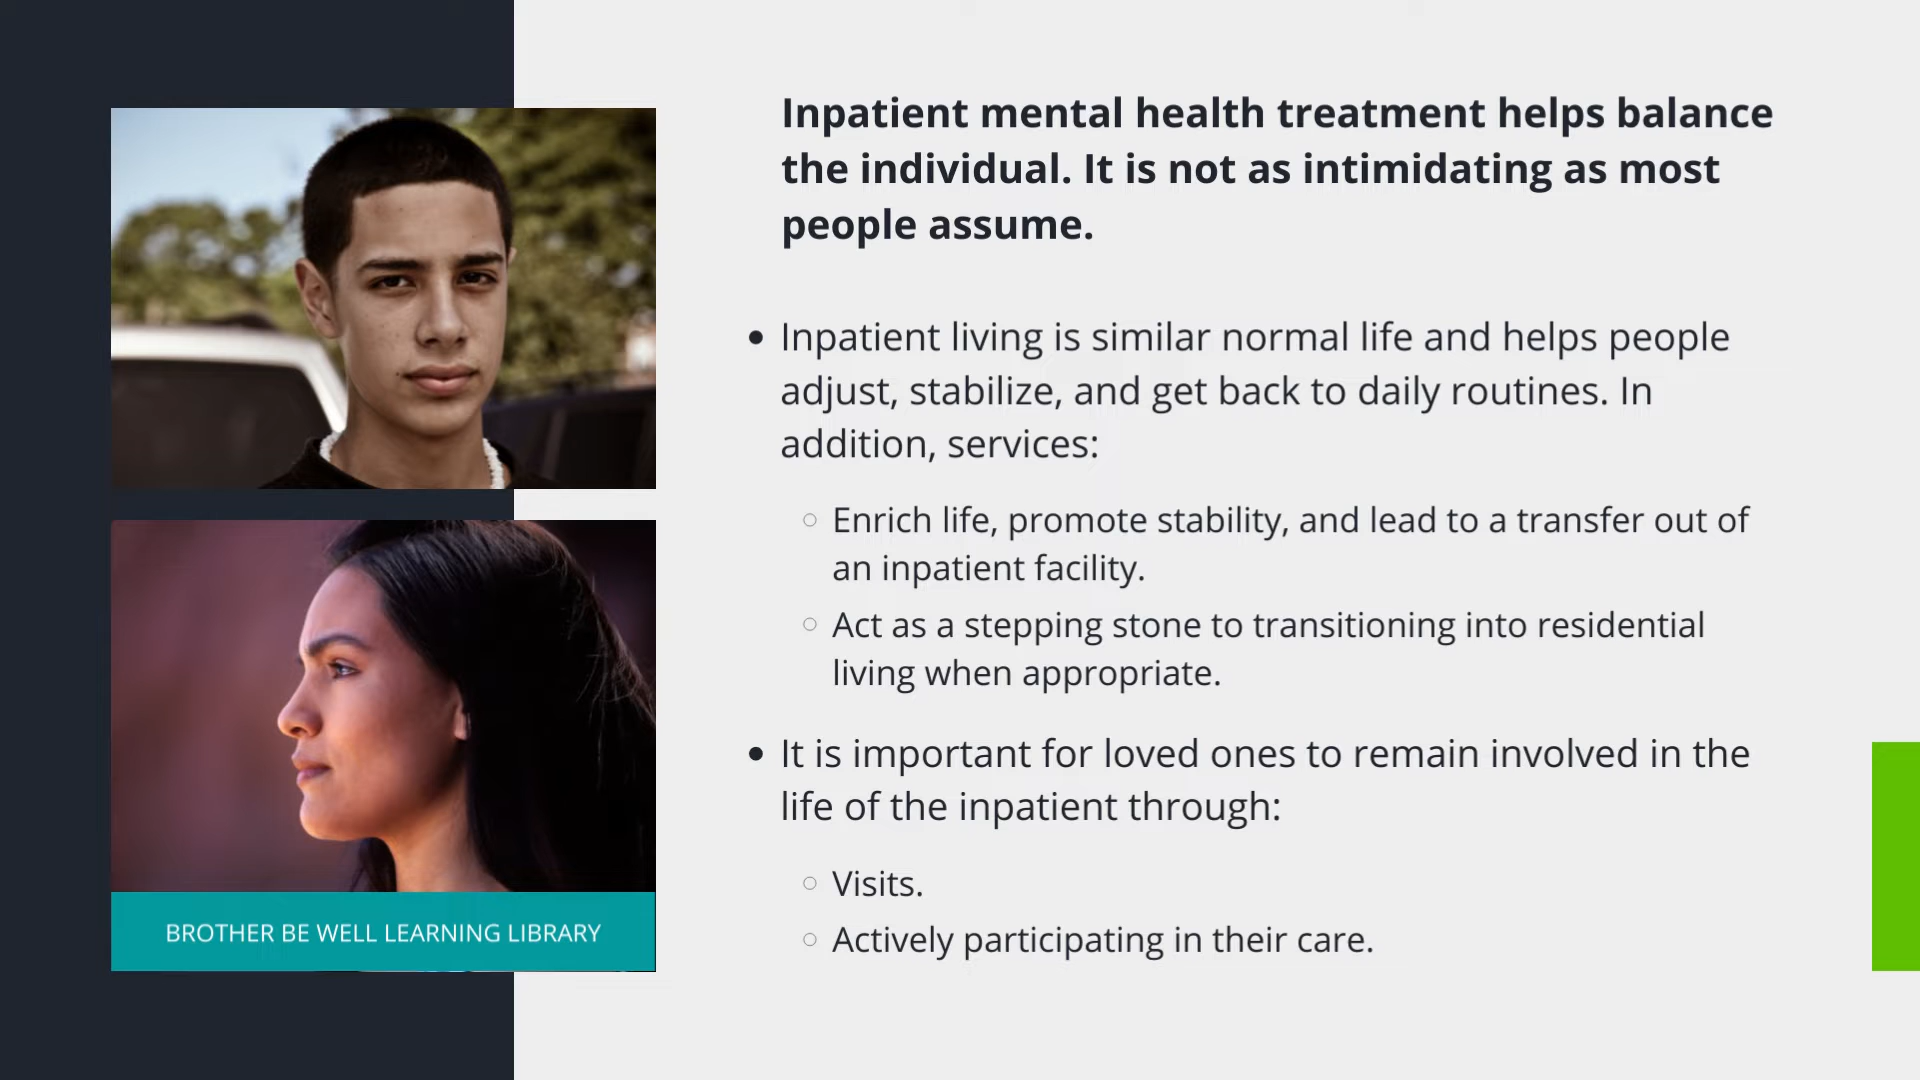 Inpatient mental health treatment helps balance
the individual. It is not as intimidating as most
people assume.
• Inpatient living is similar normal life and helps people
adjust, stabilize, and get back to daily routines. In
addition, services:
○ Enrich life, promote stability, and lead to a transfer out of
an inpatient facility.
○ Act as a stepping stone to transitioning into residential
living when appropriate.
• It is important for loved ones to remain involved in the
life of the inpatient through:
○ Visits.
○ Actively participating in their care.
BROTHER BE WELL LEARNING LIBRARY